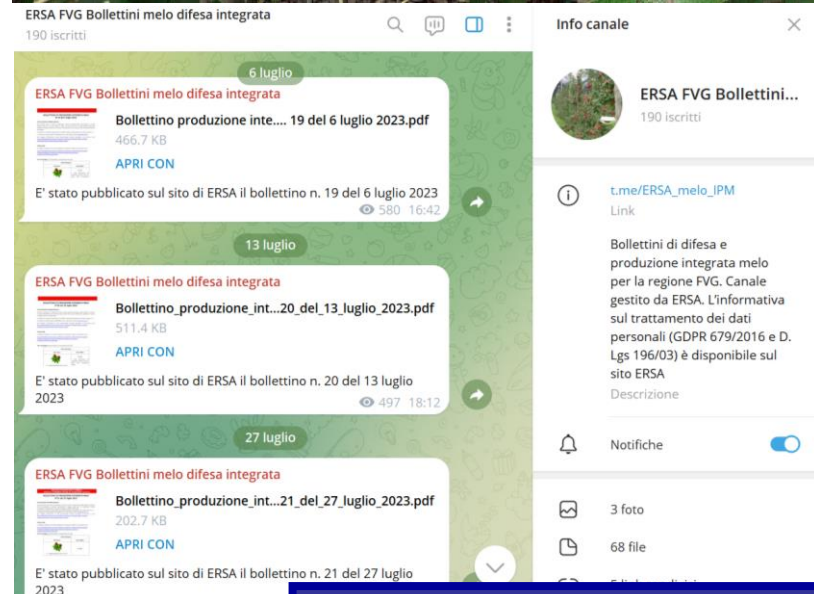 ERSA FVG Bollettini melo difesa integrata
190 iscritti
6 luglio
ERSA FVG Bollettini melo difesa integrata
Bollettino produzione inte.... 19 del 6 luglio 2023.pdf
466.7 KB
APRI CON
E' stato pubblicato sul sito di ERSA il bollettino n. 19 del 6 luglio 2023
580 16:42
13 luglio
ERSA FVG Bollettini melo difesa integrata
Bollettino_produzione_int...20_del_13_luglio_2023.pdf
511.4 KB
APRI CON
E' stato pubblicato sul sito di ERSA il bollettino n. 20 del 13 luglio
2023
497 18:12
27 luglio
ERSA FVG Bollettini melo difesa integrata
Bollettino_produzione_int...21_del_27_luglio_2023.pdf
202.7 KB
APRI CON
E' stato pubblicato sul sito di ERSA il bollettino n. 21 del 27 luglio
2023
Info canale
ERSA FVG Bollettini...
190 iscritti
t.me/ERSA_melo_IPM
Link
Bollettini di difesa e
produzione integrata melo
per la regione FVG. Canale
gestito da ERSA. L'informativa
sul trattamento dei dati
personali (GDPR 679/2016 e D.
Lgs 196/03) è disponibile sul
sito ERSA
Descrizione
Notifiche
3 foto
68 file